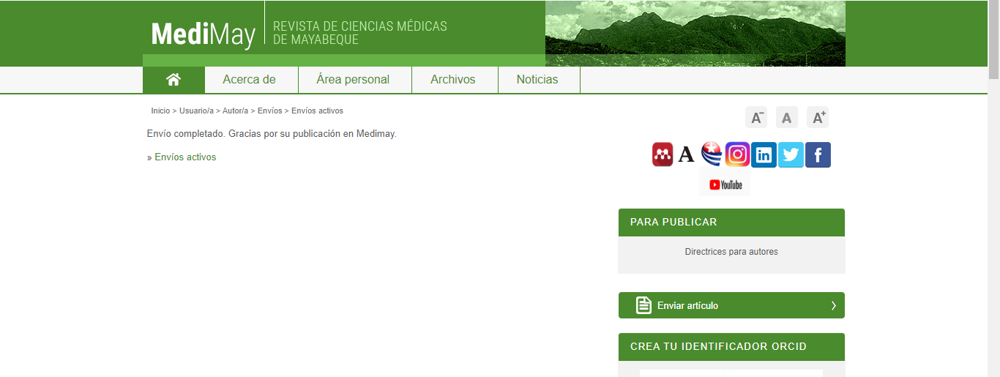 MediMay
REVISTA DE CIENCIAS MÉDICAS
DE MAYABEQUE
Acerca de
Área personal
Archivos
Noticias
Inicio > Usuario/a > Autor/a > Envíos > Envíos activos
Envío completado. Gracias por su publicación en Medimay.
» Envíos activos
A- A A+
A
in
f
YouTube
PARA PUBLICAR
Directrices para autores
Enviar artículo
CREA TU IDENTIFICADOR ORCID